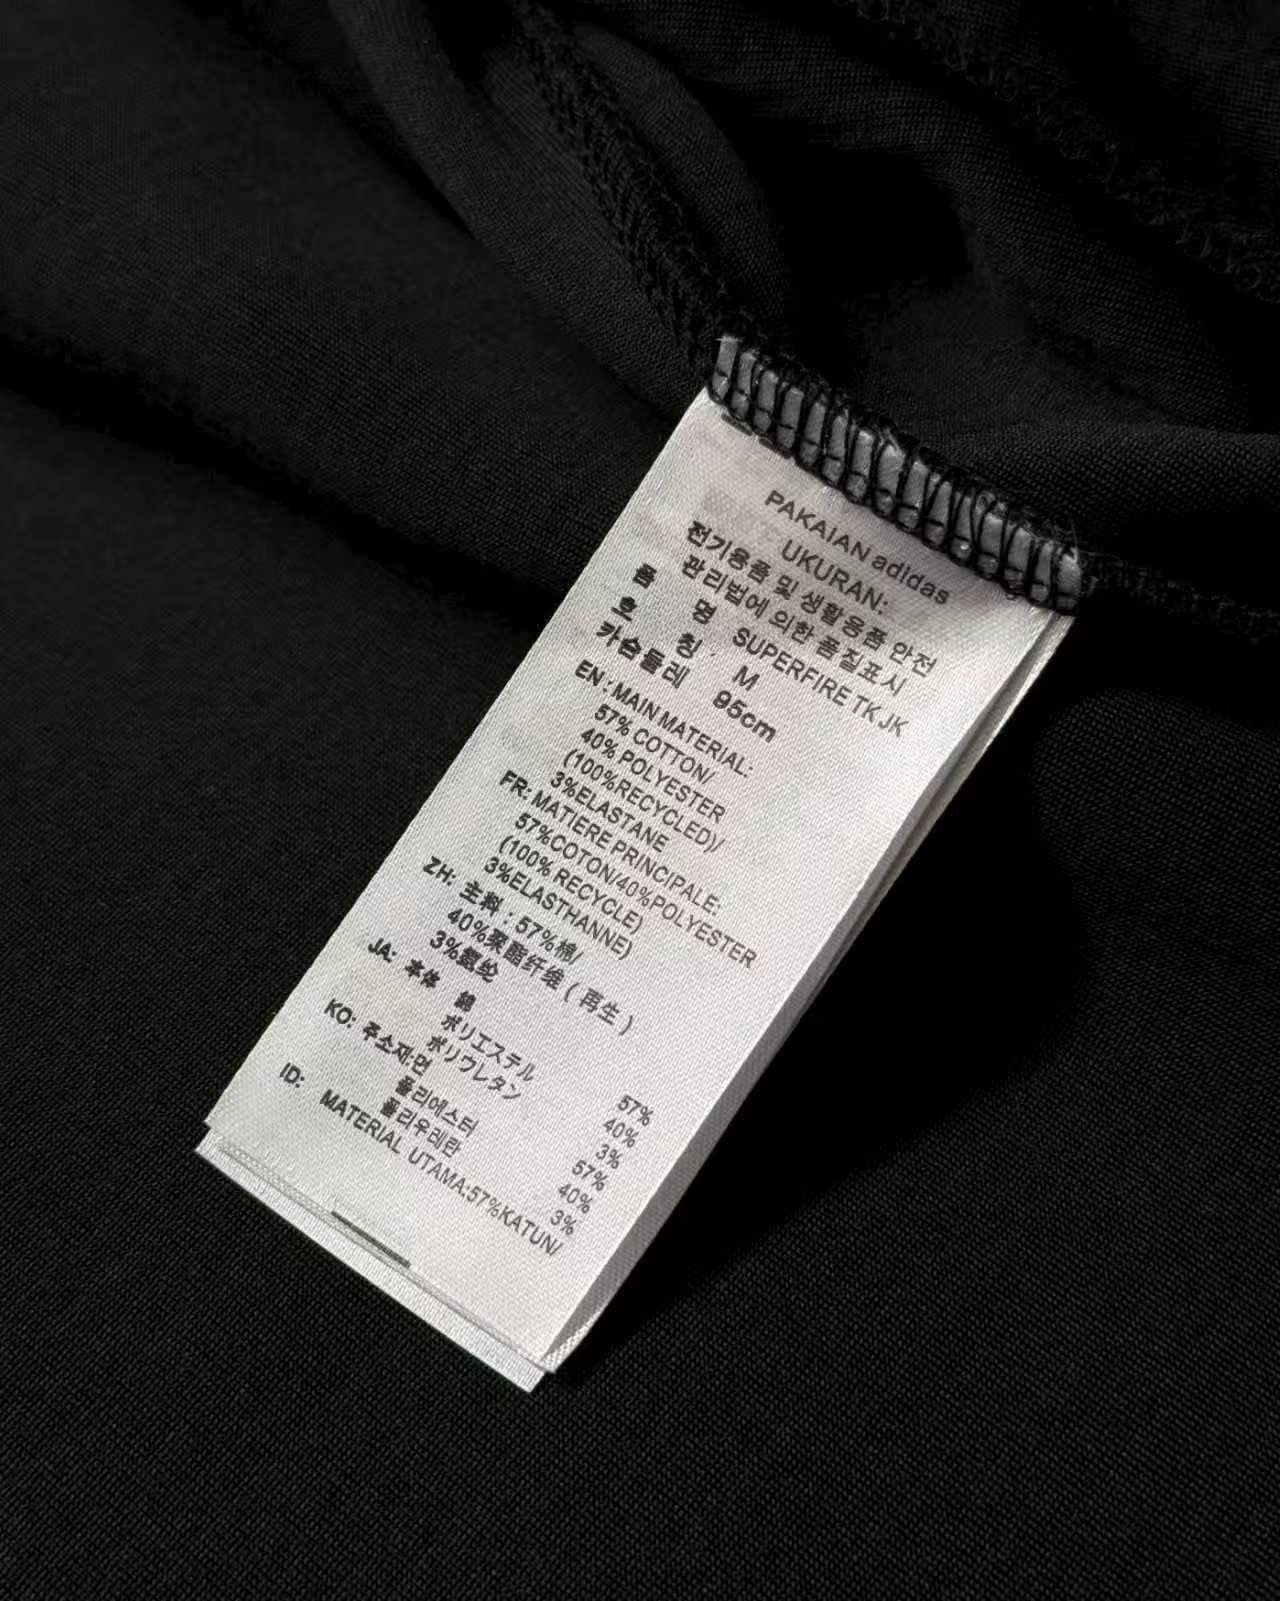 PAKAIAN adidas
UKURAN:
전기용품 및 생활용품 안전
관리법에 의한 품질표시
품 명 SUPERFIRE TK JK
호 칭 M
가슴둘레 95cm
EN: MAIN MATERIAL:
57% COTTON/
40% POLYESTER
(100%RECYCLED)/
3%ELASTANE
FR: MATIERE PRINCIPALE:
57%COTON/40%POLYESTER
(100% RECYCLE)
3%ELASTHANNE)
ZH: 主料：57%棉/
40%聚酯纤维（再生）
3%氨纶
JA: 本体 綿 57%
ポリエステル 40%
ポリウレタン 3%
KO: 주소재:면 57%
폴리에스터 40%
폴리우레탄 3%
ID: MATERIAL UTAMA:57%KATUN/